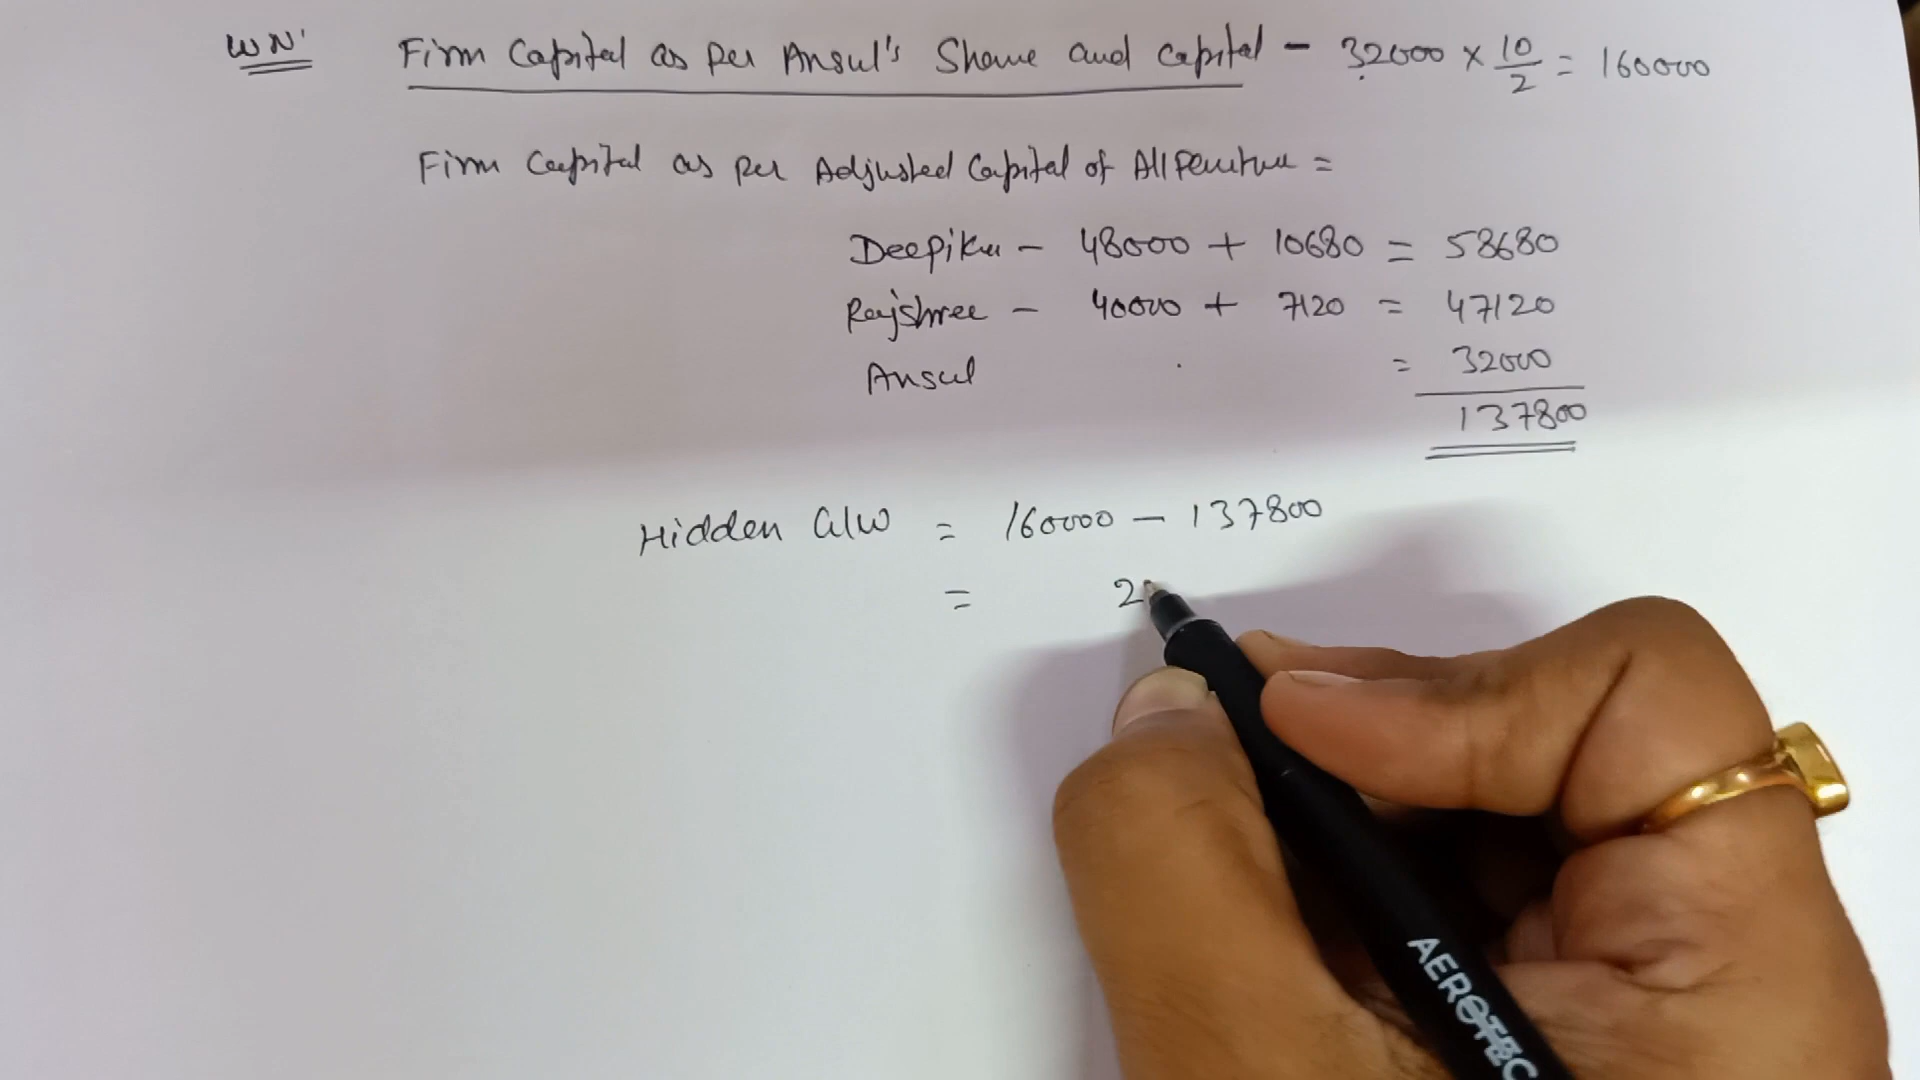 WN'
Firm Capital as Per Ansul's Share and Capital - 32000 × 10/2 = 160000
Firm Capital as Per Adjusted Capital of All Partner =
Deepika - 48000 + 10680 = 58680
Rajshree - 40000 + 7120 = 47120
Ansul = 32000
137800
Hidden G/W = 160000 - 137800
= 2
AEROTEC